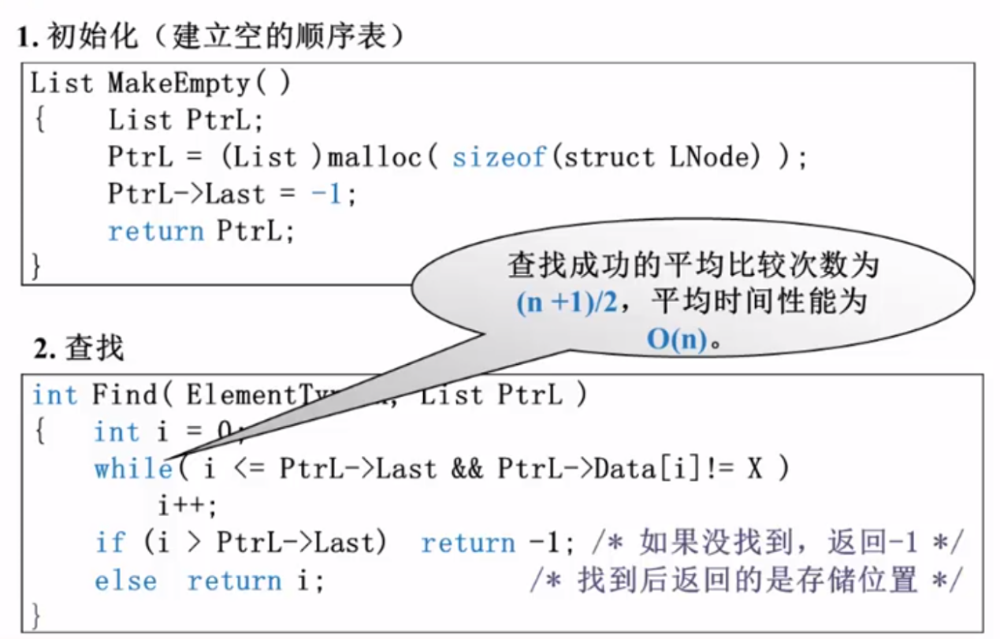 1. 初始化（建立空的顺序表）
List MakeEmpty( )
{ List PtrL;
PtrL = (List )malloc( sizeof(struct LNode) );
PtrL->Last = -1;
return PtrL;
}
查找成功的平均比较次数为
(n +1)/2，平均时间性能为
O(n)。
2. 查找
int Find( List PtrL )
{ int i = 0;
while( i <= PtrL->Last && PtrL->Data[i]!= X )
i++;
if (i > PtrL->Last) return -1; /* 如果没找到，返回-1 */
else return i; /* 找到后返回的是存储位置 */
}